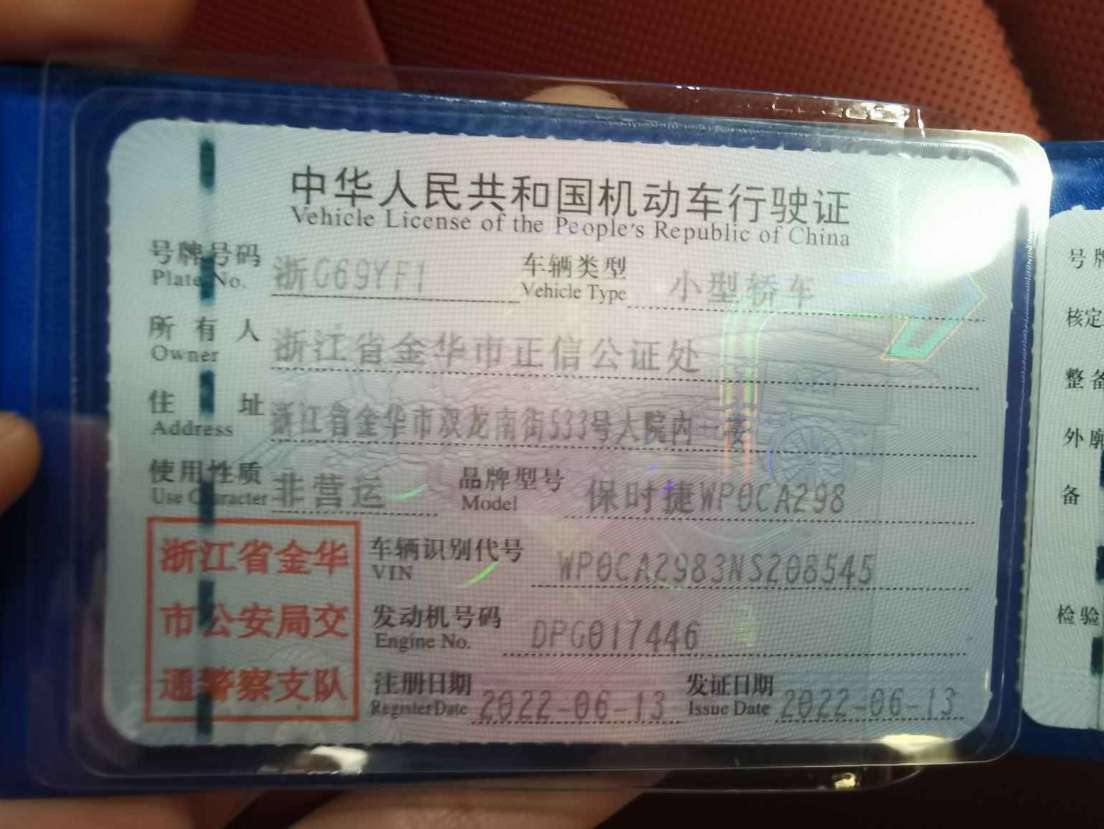 中华人民共和国机动车行驶证
Vehicle License of the People's Republic of China
号牌号码 浙G69YF1 车辆类型 小型轿车
Plate No. Vehicle Type
所有人 浙江省金华市正信公证处
Owner
住址 浙江省金华市双龙南街533号大院内一楼
Address
使用性质 非营运 品牌型号 保时捷WP0CA298
Use Character Model
浙江省金华
市公安局交
通警察支队
车辆识别代号 WP0CA2983NS208545
VIN
发动机号码 DPG017446
Engine No.
注册日期 2022-06-13 发证日期 2022-06-13
Register Date Issue Date
号牌
核定
整备
外廓
备
检验